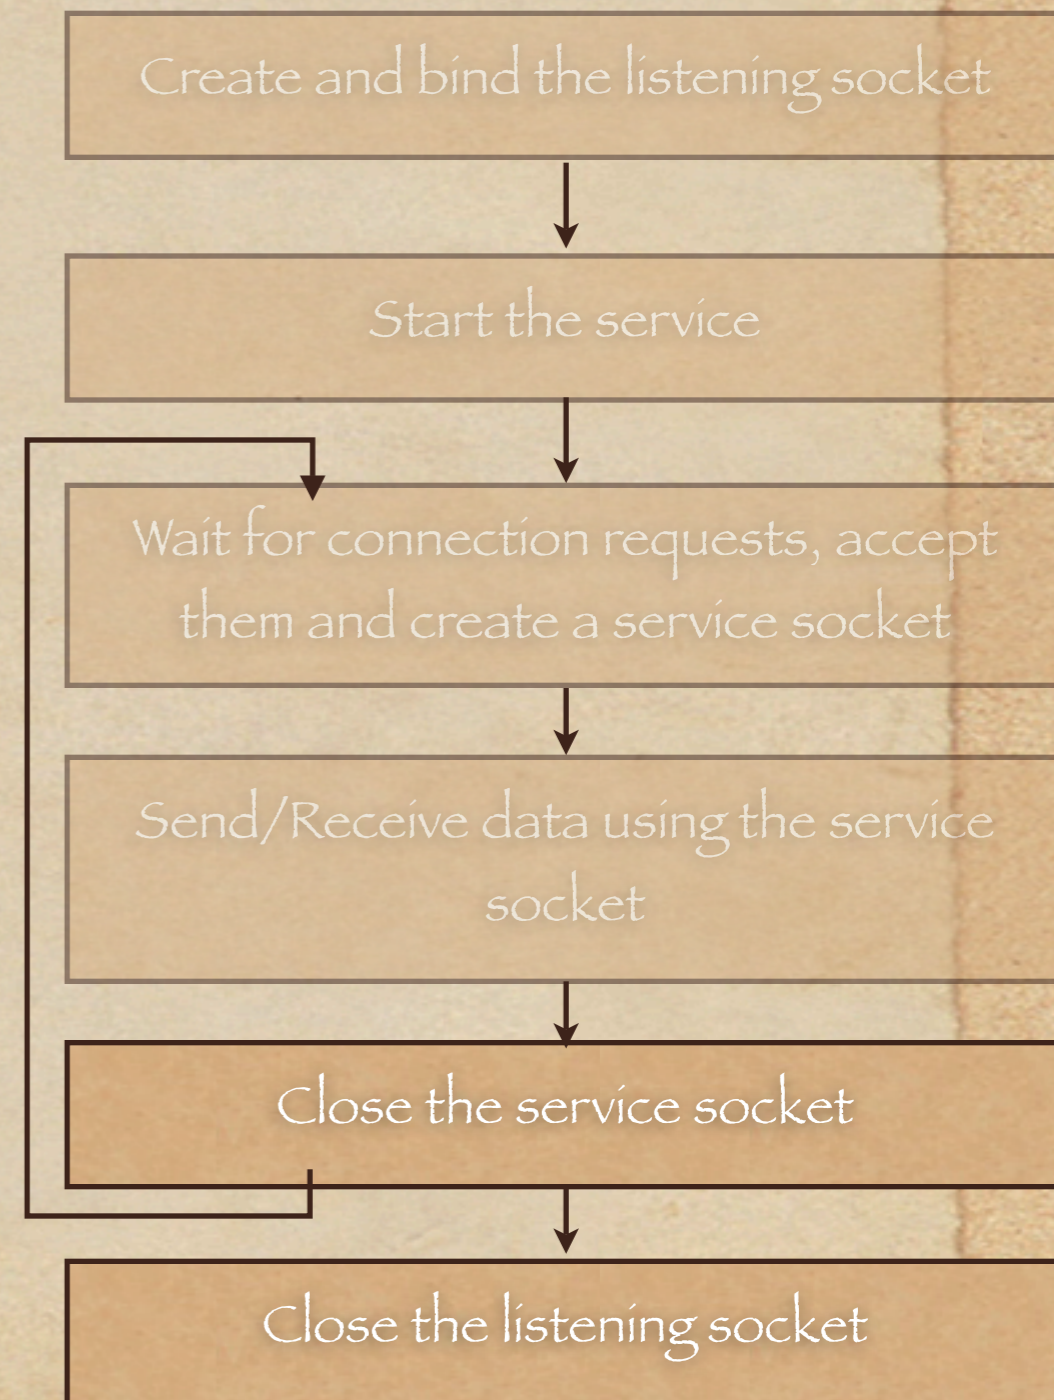 Create and bind the listening socket
Start the service
Wait for connection requests, accept
them and create a service socket
Send/Receive data using the service
socket
Close the service socket
Close the listening socket